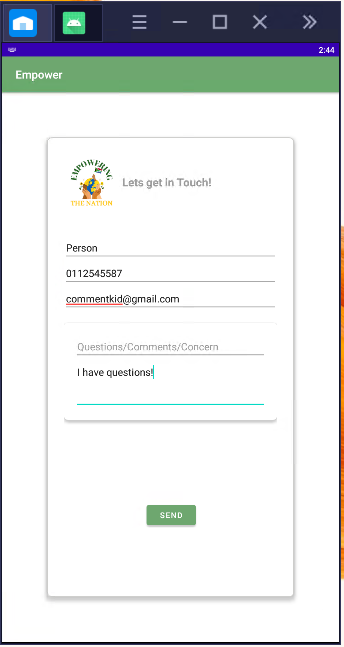 2:44
Empower
EMPOWERING
THE NATION
Lets get in Touch!
Person
0112545587
commentkid@gmail.com
Questions/Comments/Concern
I have questions!
SEND